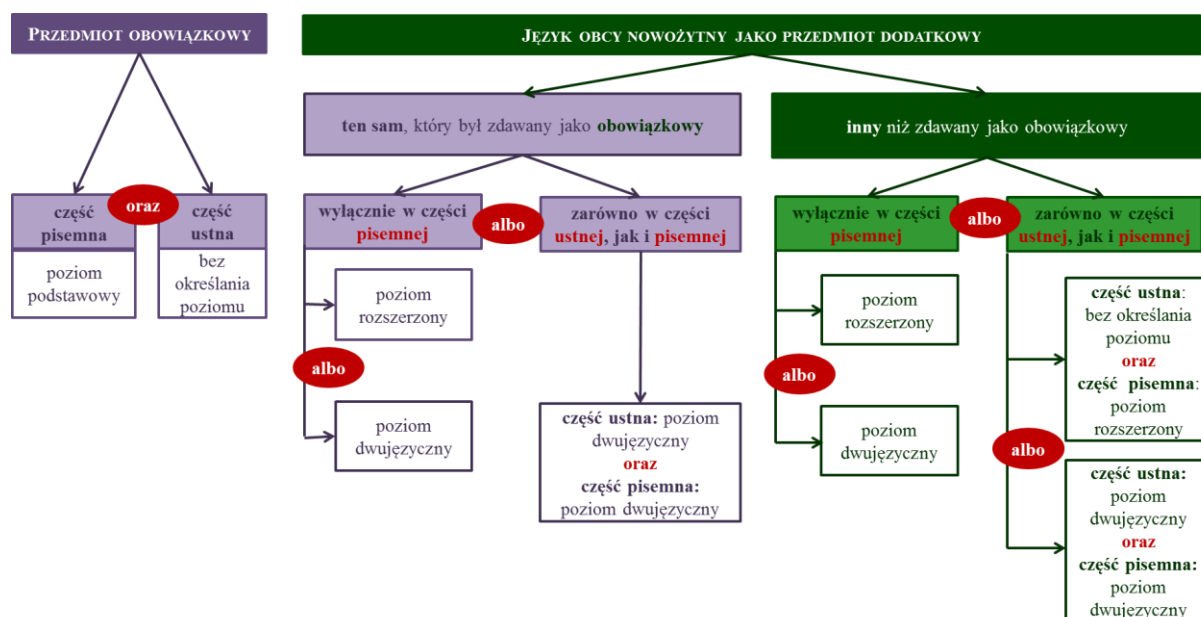 PRZEDMIOT OBOWIĄZKOWY
JĘZYK OBCY NOWOŻYTNY JAKO PRZEDMIOT DODATKOWY
ten sam, który był zdawany jako obowiązkowy
inny niż zdawany jako obowiązkowy
część
pisemna
oraz
część
ustna
poziom
podstawowy
bez
określania
poziomu
wyłącznie w części
pisemnej
albo
zarówno w części
ustnej, jak i pisemnej
poziom
rozszerzony
albo
poziom
dwujęzyczny
część ustna: poziom
dwujęzyczny
oraz
część pisemna:
poziom dwujęzyczny
wyłącznie w części
pisemnej
albo
zarówno w części
ustnej, jak i pisemnej
poziom
rozszerzony
albo
poziom
dwujęzyczny
część ustna:
bez określania
poziomu
oraz
część pisemna:
poziom
rozszerzony
albo
część ustna:
poziom
dwujęzyczny
oraz
część pisemna:
poziom
dwujęzyczny